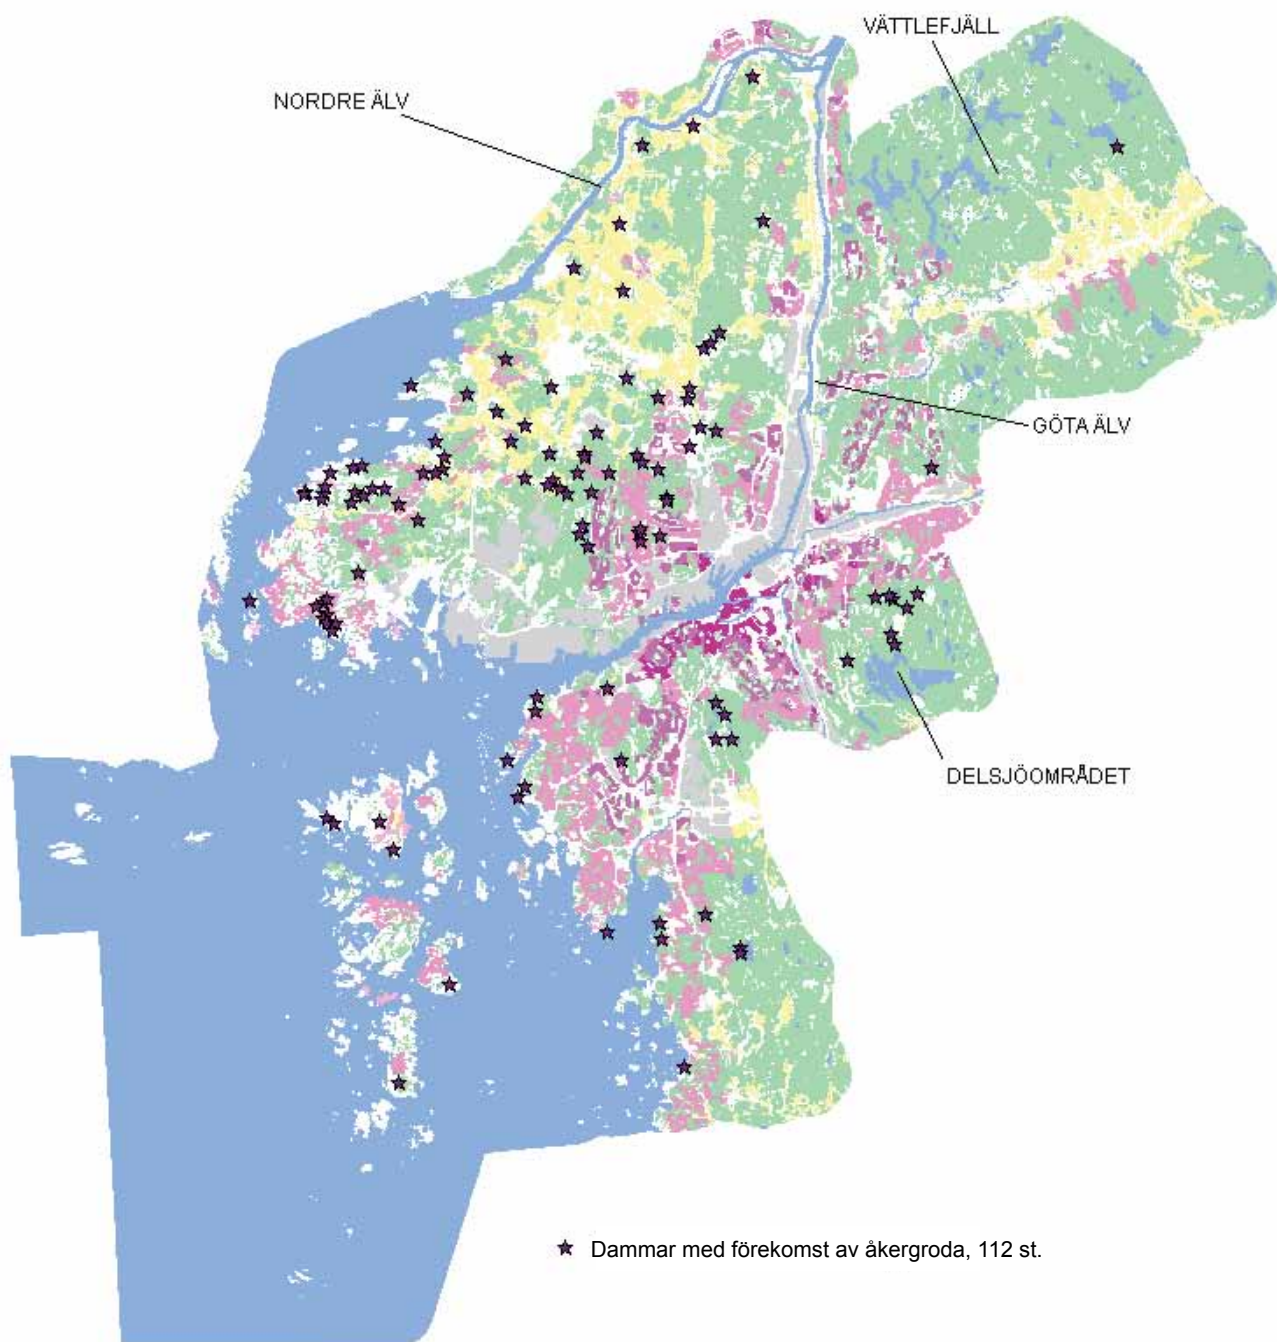 VÄTTLEFJÄLL
NORDRE ÄLV
GÖTA ÄLV
DELSJÖOMRÅDET
Dammar med förekomst av åkergroda, 112 st.